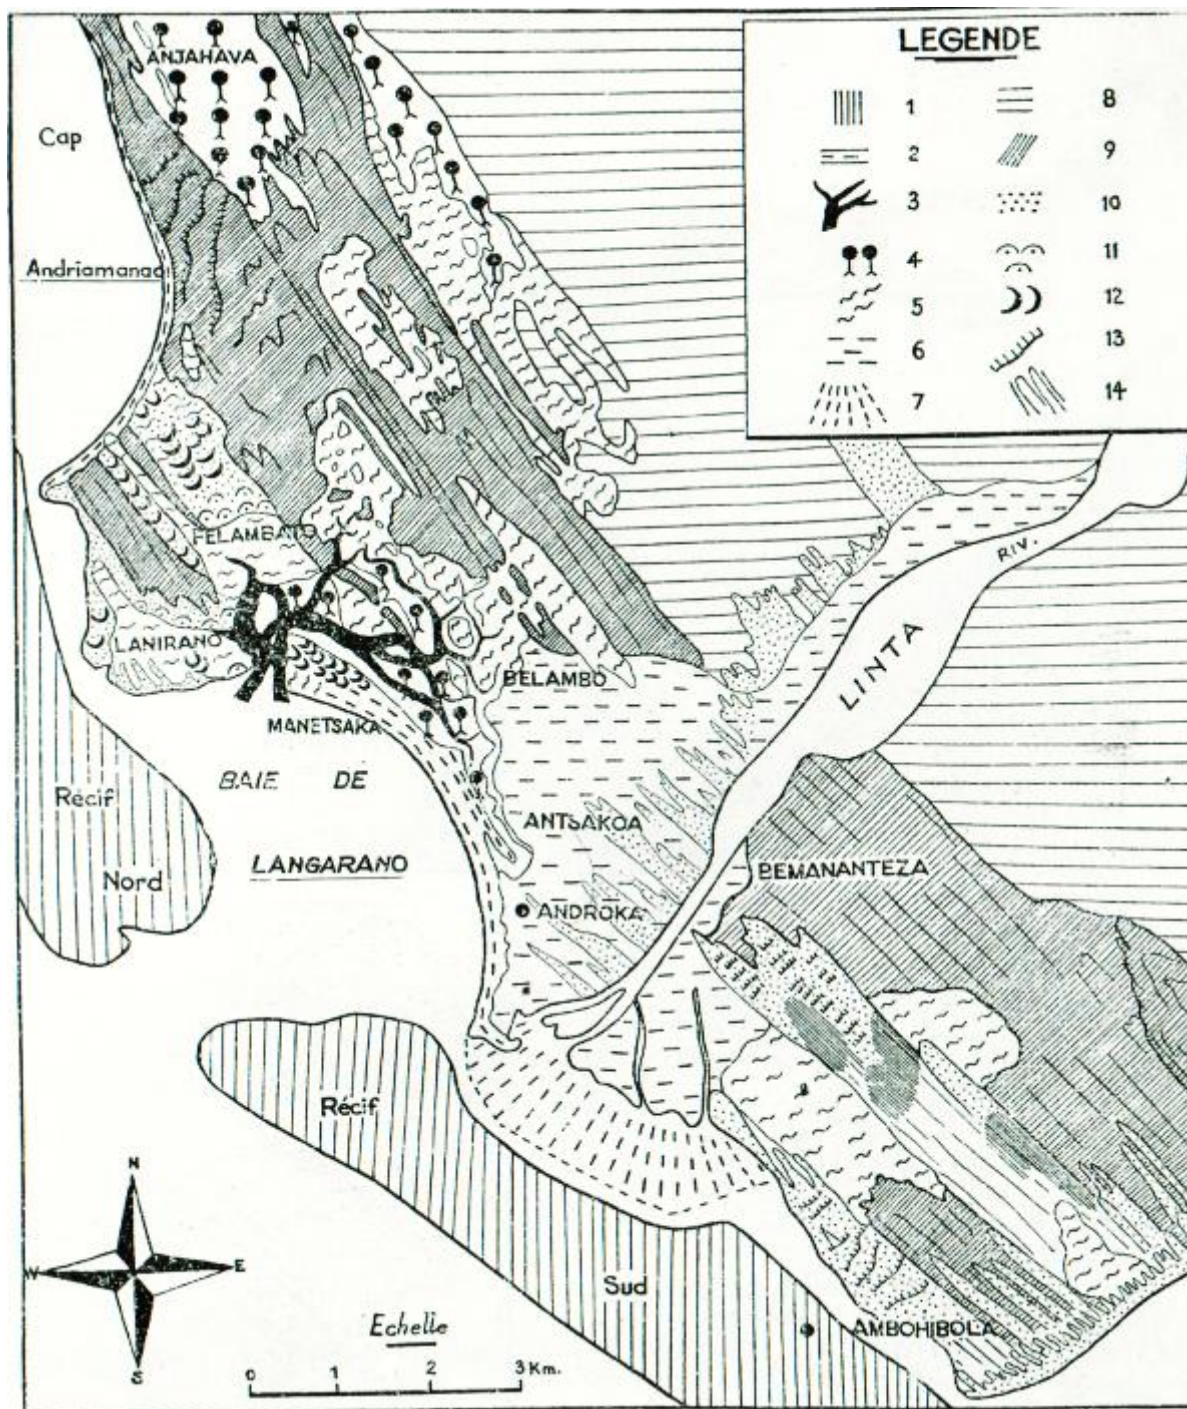 LEGENDE
1
8
2
9
3
10
4
11
5
12
6
13
7
14
ANJAHAVA
Cap
Andriamanao
FELAMBATO
RIV.
LINTA
LANIRANO
BELAMBO
MANETSAKA
BAIE DE
LANGARANO
Récif
Nord
ANTSAKOA
BEMANANTEZA
ANDROKA
Récif
Sud
AMBOHIBOLA
N
W
E
S
Echelle
0 1 2 3 Km.